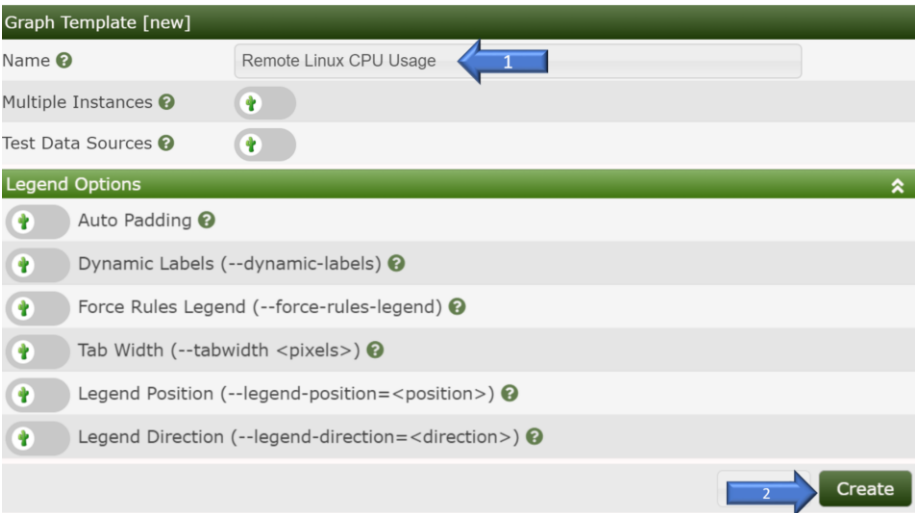 Graph Template [new]
Name
Remote Linux CPU Usage
1
Multiple Instances
Test Data Sources
Legend Options
Auto Padding
Dynamic Labels (--dynamic-labels)
Force Rules Legend (--force-rules-legend)
Tab Width (--tabwidth <pixels>)
Legend Position (--legend-position=<position>)
Legend Direction (--legend-direction=<direction>)
2
Create